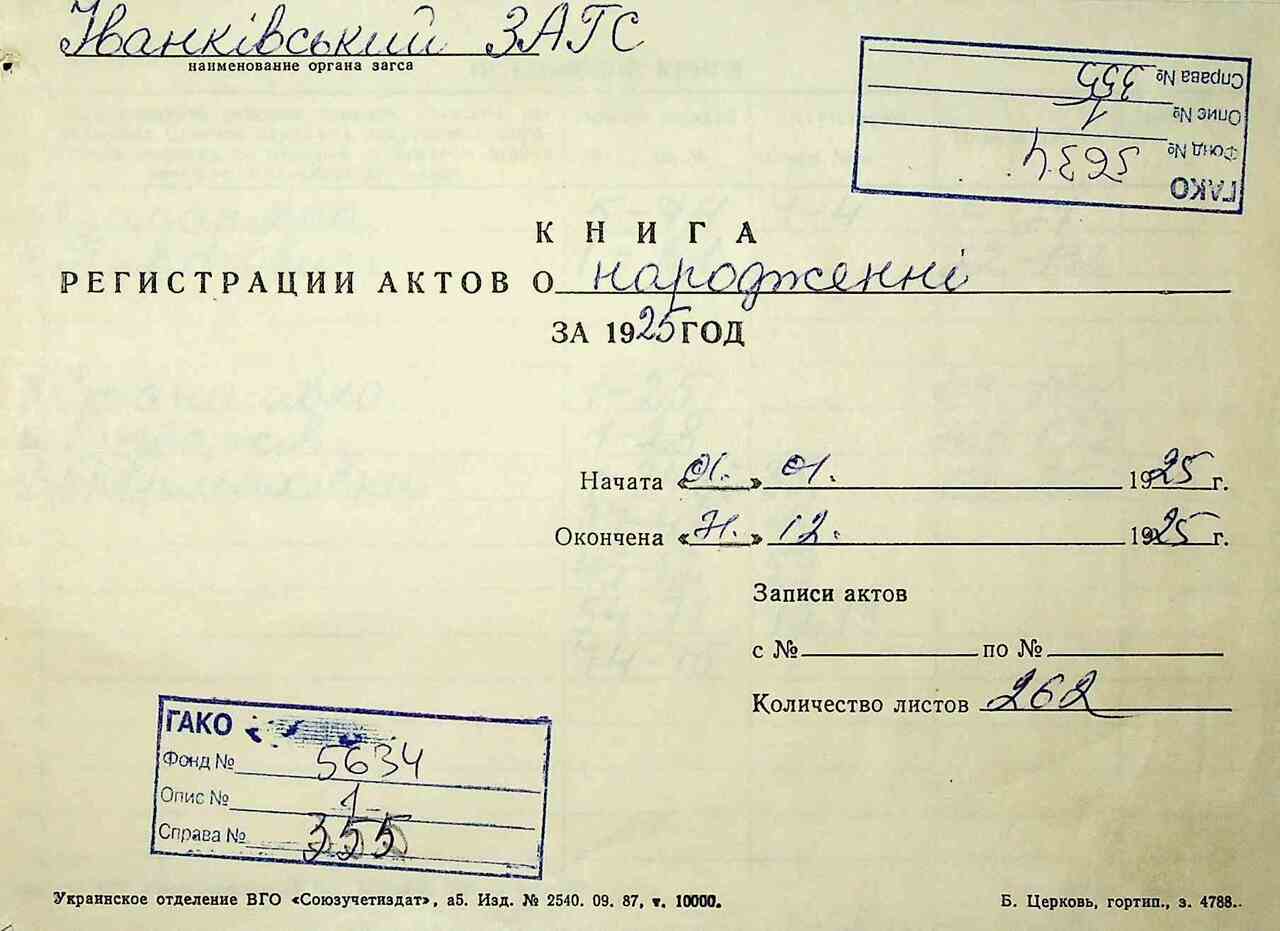 Іванківський ЗАГС
наименование органа загса
Справа № 355
Опис № 1
Фонд № 5634
ГАКО
КНИГА
РЕГИСТРАЦИИ АКТОВ О народженні
ЗА 1925 ГОД
Начата «01.» 01. 1925 г.
Окончена «31.» 12. 1925 г.
Записи актов
с № по №
Количество листов 262
ГАКО
Фонд № 5634
Опис № 1
Справа № 355
Украинское отделение ВГО «Союзучетиздат», аб. Изд. № 2540. 09. 87, т. 10000.
Б. Церковь, гортип., з. 4788..